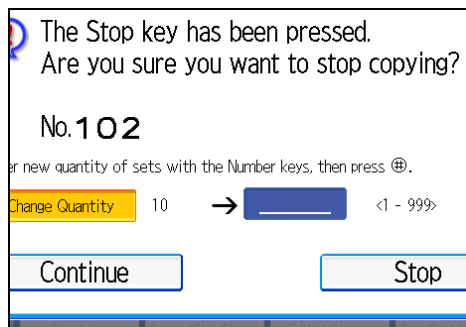 The Stop key has been pressed.
Are you sure you want to stop copying?
No.102
er new quantity of sets with the Number keys, then press ⊕.
Change Quantity 10 → <1 - 999>
Continue Stop